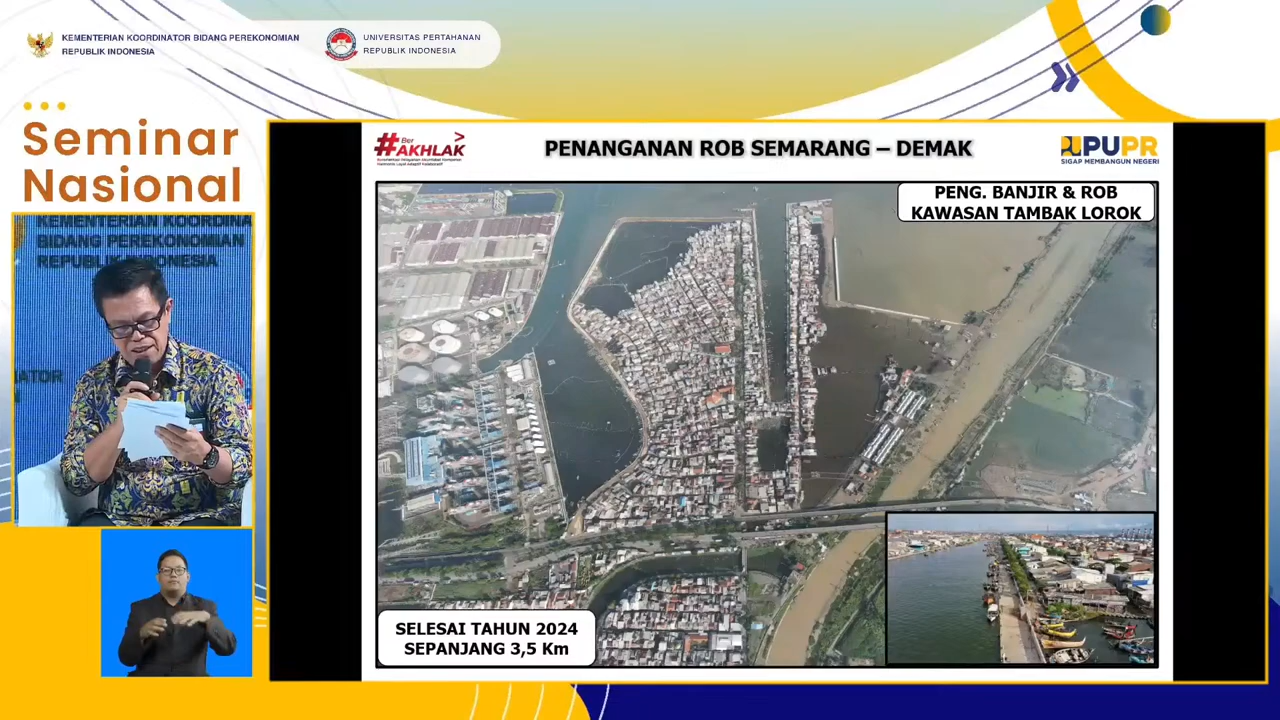 KEMENTERIAN KOORDINATOR BIDANG PEREKONOMIAN
REPUBLIK INDONESIA
UNIVERSITAS PERTAHANAN
REPUBLIK INDONESIA
Seminar
Nasional
KEMENTERIAN KOORDINA
BIDANG PEREKONOMIAN
REPUBLIK INDONESIA
ATOR
#Ber
AKHLAK
PENANGANAN ROB SEMARANG – DEMAK
PUPR
SIGAP MEMBANGUN NEGERI
PENG. BANJIR & ROB
KAWASAN TAMBAK LOROK
SELESAI TAHUN 2024
SEPANJANG 3,5 Km